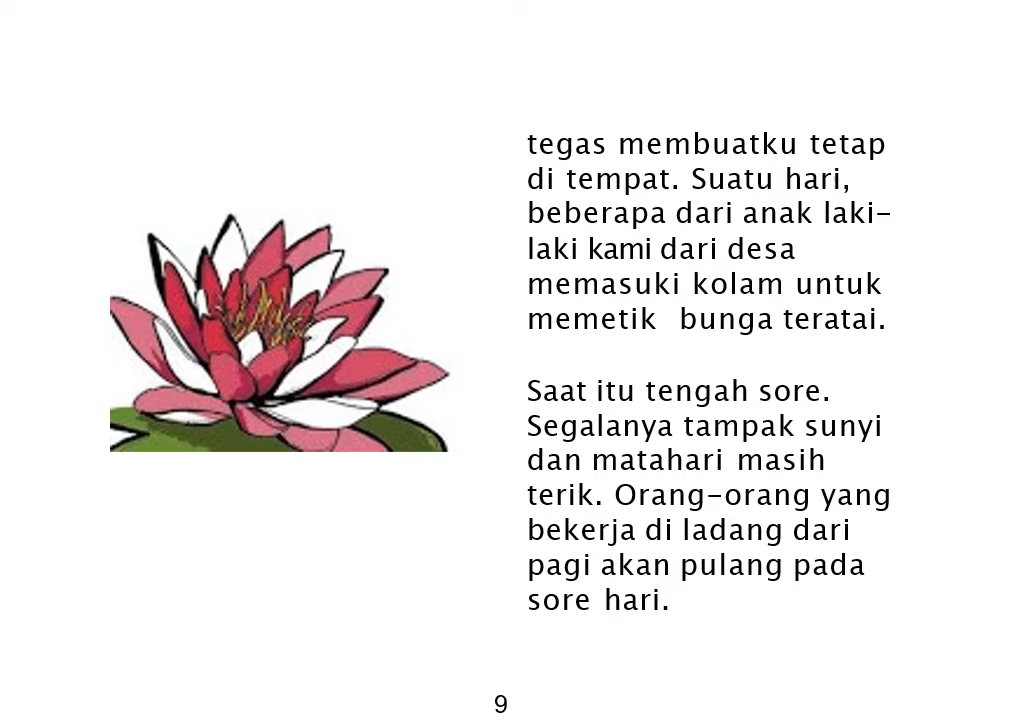 tegas membuatku tetap
di tempat. Suatu hari,
beberapa dari anak laki-
laki kami dari desa
memasuki kolam untuk
memetik bunga teratai.
Saat itu tengah sore.
Segalanya tampak sunyi
dan matahari masih
terik. Orang-orang yang
bekerja di ladang dari
pagi akan pulang pada
sore hari.
9